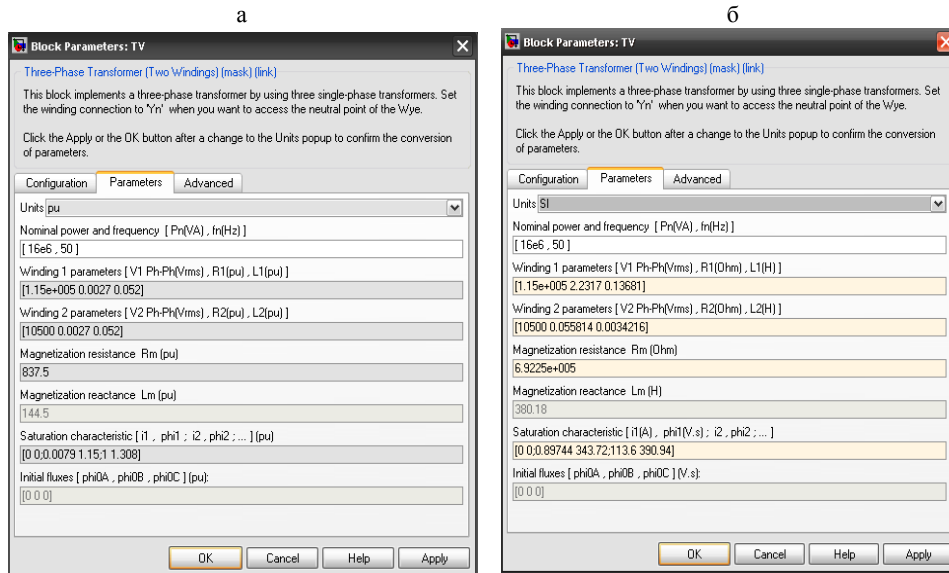 а
Block Parameters: TV
Three-Phase Transformer (Two Windings) (mask) (link)
This block implements a three-phase transformer by using three single-phase transformers. Set
the winding connection to 'Yn' when you want to access the neutral point of the Wye.
Click the Apply or the OK button after a change to the Units popup to confirm the conversion
of parameters.
Configuration Parameters Advanced
Units pu
Nominal power and frequency [ Pn(VA) , fn(Hz) ]
[ 16e6 , 50 ]
Winding 1 parameters [ V1 Ph-Ph(Vrms) , R1(pu) , L1(pu) ]
[1.15e+005 0.0027 0.052]
Winding 2 parameters [ V2 Ph-Ph(Vrms) , R2(pu) , L2(pu) ]
[10500 0.0027 0.052]
Magnetization resistance Rm (pu)
837.5
Magnetization reactance Lm (pu)
144.5
Saturation characteristic [ i1 , phi1 ; i2 , phi2 ; ... ] (pu)
[0 0;0.0079 1.15;1 1.308]
Initial fluxes [ phi0A , phi0B , phi0C ] (pu):
[0 0 0]
OK Cancel Help Apply
б
Block Parameters: TV
Three-Phase Transformer (Two Windings) (mask) (link)
This block implements a three-phase transformer by using three single-phase transformers. Set
the winding connection to 'Yn' when you want to access the neutral point of the Wye.
Click the Apply or the OK button after a change to the Units popup to confirm the conversion
of parameters.
Configuration Parameters Advanced
Units SI
Nominal power and frequency [ Pn(VA) , fn(Hz) ]
[ 16e6 , 50 ]
Winding 1 parameters [ V1 Ph-Ph(Vrms) , R1(Ohm) , L1(H) ]
[1.15e+005 2.2317 0.13681]
Winding 2 parameters [ V2 Ph-Ph(Vrms) , R2(Ohm) , L2(H) ]
[10500 0.055814 0.0034216]
Magnetization resistance Rm (Ohm)
6.9225e+005
Magnetization reactance Lm (H)
380.18
Saturation characteristic [ i1(A) , phi1(V.s) ; i2 , phi2 ; ... ]
[0 0;0.89744 343.72;113.6 390.94]
Initial fluxes [ phi0A , phi0B , phi0C ] (V.s):
[0 0 0]
OK Cancel Help Apply